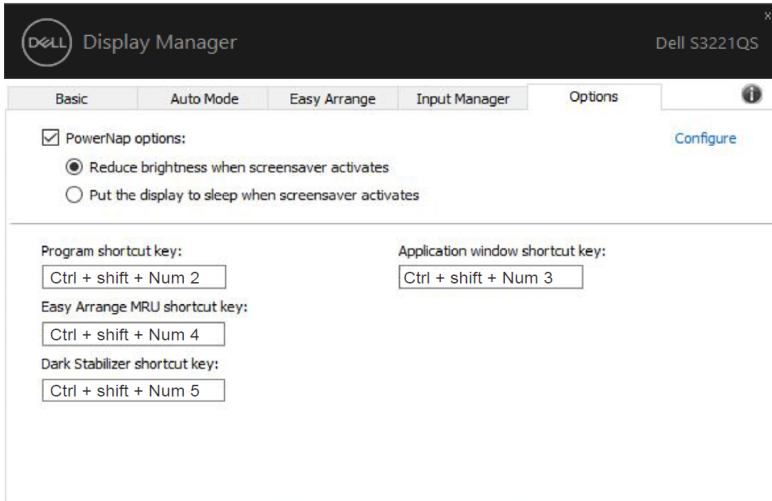 x
DELL Display Manager Dell S3221QS
Basic Auto Mode Easy Arrange Input Manager Options i
PowerNap options: Configure
Reduce brightness when screensaver activates
Put the display to sleep when screensaver activates
Program shortcut key: Application window shortcut key:
Ctrl + shift + Num 2 Ctrl + shift + Num 3
Easy Arrange MRU shortcut key:
Ctrl + shift + Num 4
Dark Stabilizer shortcut key:
Ctrl + shift + Num 5